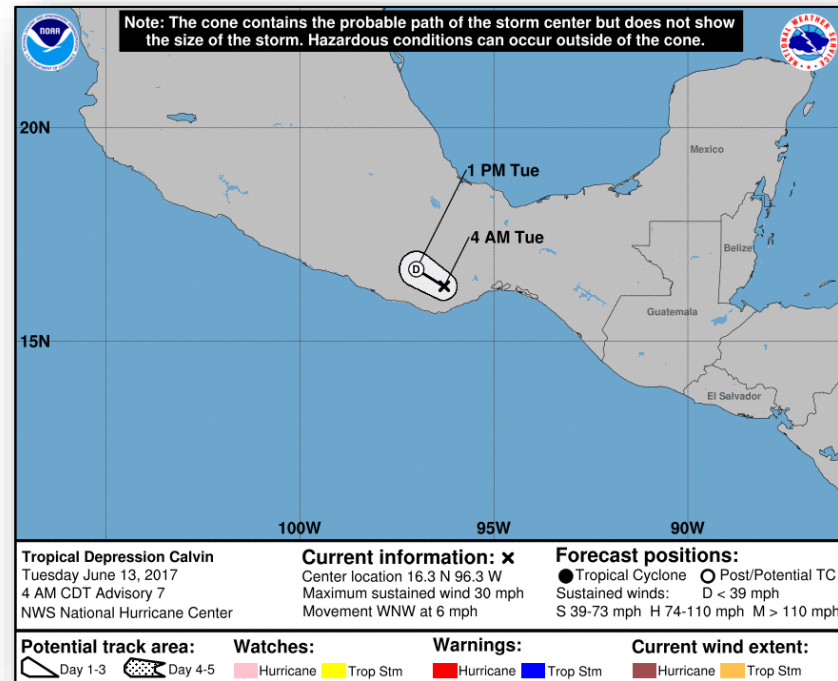 Note: The cone contains the probable path of the storm center but does not show
the size of the storm. Hazardous conditions can occur outside of the cone.
NOAA
NATIONAL WEATHER SERVICE
20N
Mexico
1 PM Tue
4 AM Tue
Belize
D
Guatemala
15N
El Salvador
100W 95W 90W
Tropical Depression Calvin
Tuesday June 13, 2017
4 AM CDT Advisory 7
NWS National Hurricane Center
Current information: ×
Center location 16.3 N 96.3 W
Maximum sustained wind 30 mph
Movement WNW at 6 mph
Forecast positions:
Tropical Cyclone Post/Potential TC
Sustained winds: D < 39 mph
S 39-73 mph H 74-110 mph M > 110 mph
Potential track area:
Day 1-3 Day 4-5
Watches:
Hurricane Trop Stm
Warnings:
Hurricane Trop Stm
Current wind extent:
Hurricane Trop Stm